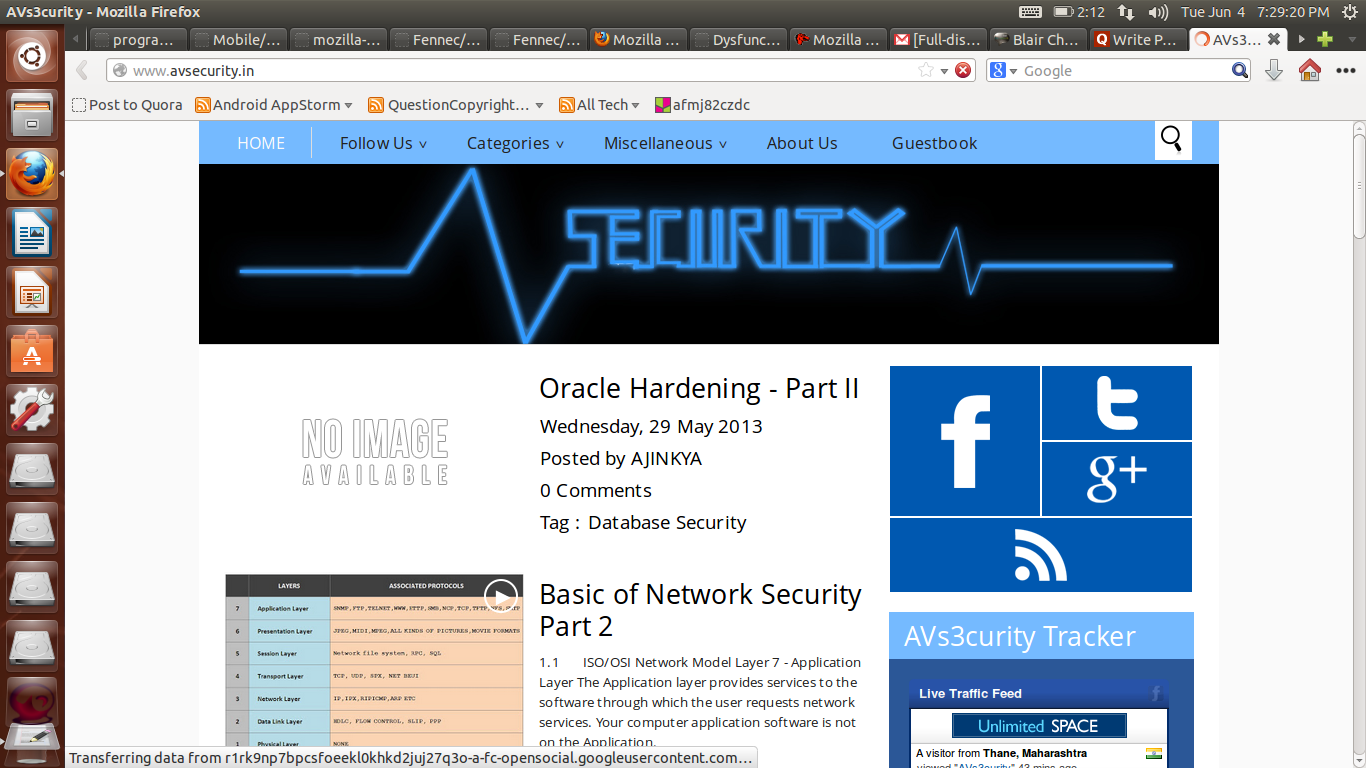 AVs3curity - Mozilla Firefox
2:12
Tue Jun 4
7:29:20 PM
progra...
Mobile/...
mozilla-...
Fennec/...
Fennec/...
Mozilla ...
Dysfunc...
Mozilla ...
[Full-dis...
Blair Ch...
Write P...
AVs3...
www.avsecurity.in
Google
Post to Quora
Android AppStorm
QuestionCopyright...
All Tech
afmj82czdc
HOME
Follow Us
Categories
Miscellaneous
About Us
Guestbook
SECURITY
NO IMAGE
AVAILABLE
Oracle Hardening - Part II
Wednesday, 29 May 2013
Posted by AJINKYA
0 Comments
Tag : Database Security
f
t
g+
LAYERS ASSOCIATED PROTOCOLS
7 Application Layer SNMP,FTP,TELNET,WWW,HTTP,SMB,NCP,TCP,TFTP,NFS,
6 Presentation Layer JPEG,MIDI,MPEG,ALL KINDS OF PICTURES,MOVIE FORMATS
5 Session Layer Network file system, RPC, SQL
4 Transport Layer TCP, UDP, SPX, NET BEUI
3 Network Layer IP,IPX,RIPICMP,ARP ETC
2 Data Link Layer HDLC, FLOW CONTROL, SLIP, PPP
1 Physical Layer NONE
Basic of Network Security
Part 2
1.1 ISO/OSI Network Model Layer 7 - Application
Layer The Application layer provides services to the
software through which the user requests network
services. Your computer application software is not
on the Application.
AVs3curity Tracker
Live Traffic Feed
f
Unlimited SPACE
A visitor from Thane, Maharashtra
viewed "AVs3curity" 43 mins ago
Transferring data from r1rk9np7bpcsfoeekl0khkd2juj27q3o-a-fc-opensocial.googleusercontent.com...